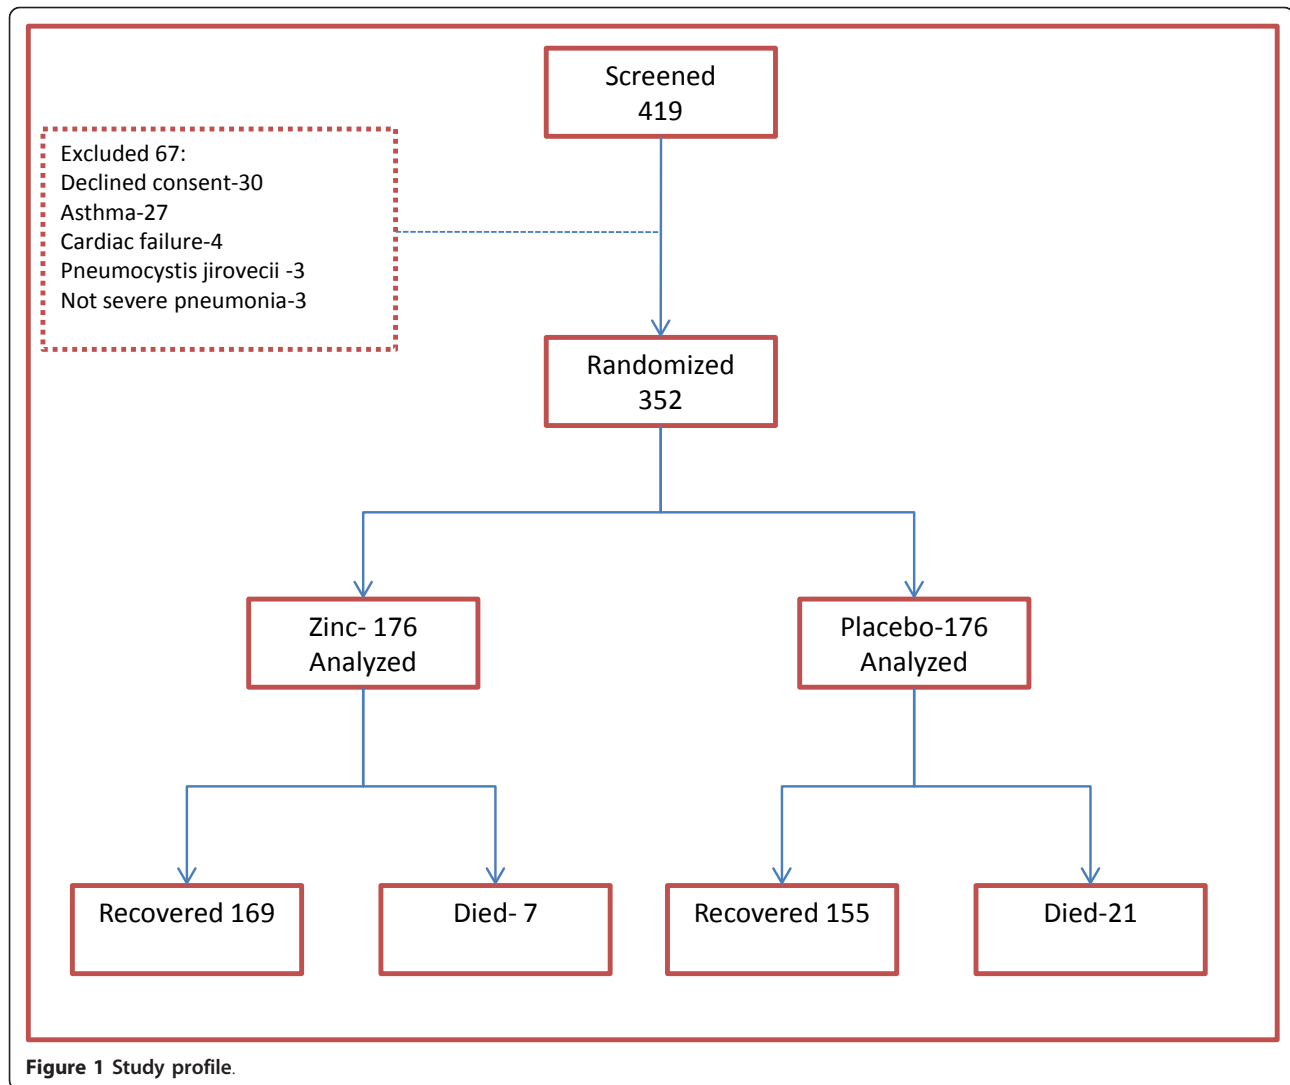 Screened
419
Excluded 67:
Declined consent-30
Asthma-27
Cardiac failure-4
Pneumocystis jirovecii -3
Not severe pneumonia-3
Randomized
352
Zinc- 176
Analyzed
Placebo-176
Analyzed
Recovered 169
Died- 7
Recovered 155
Died-21
Figure 1 Study profile.